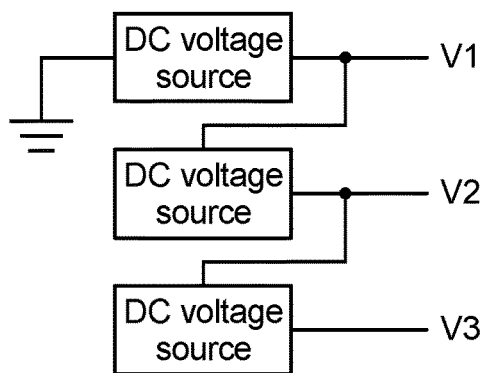 DC voltage
source
V1
DC voltage
source
V2
DC voltage
source
V3